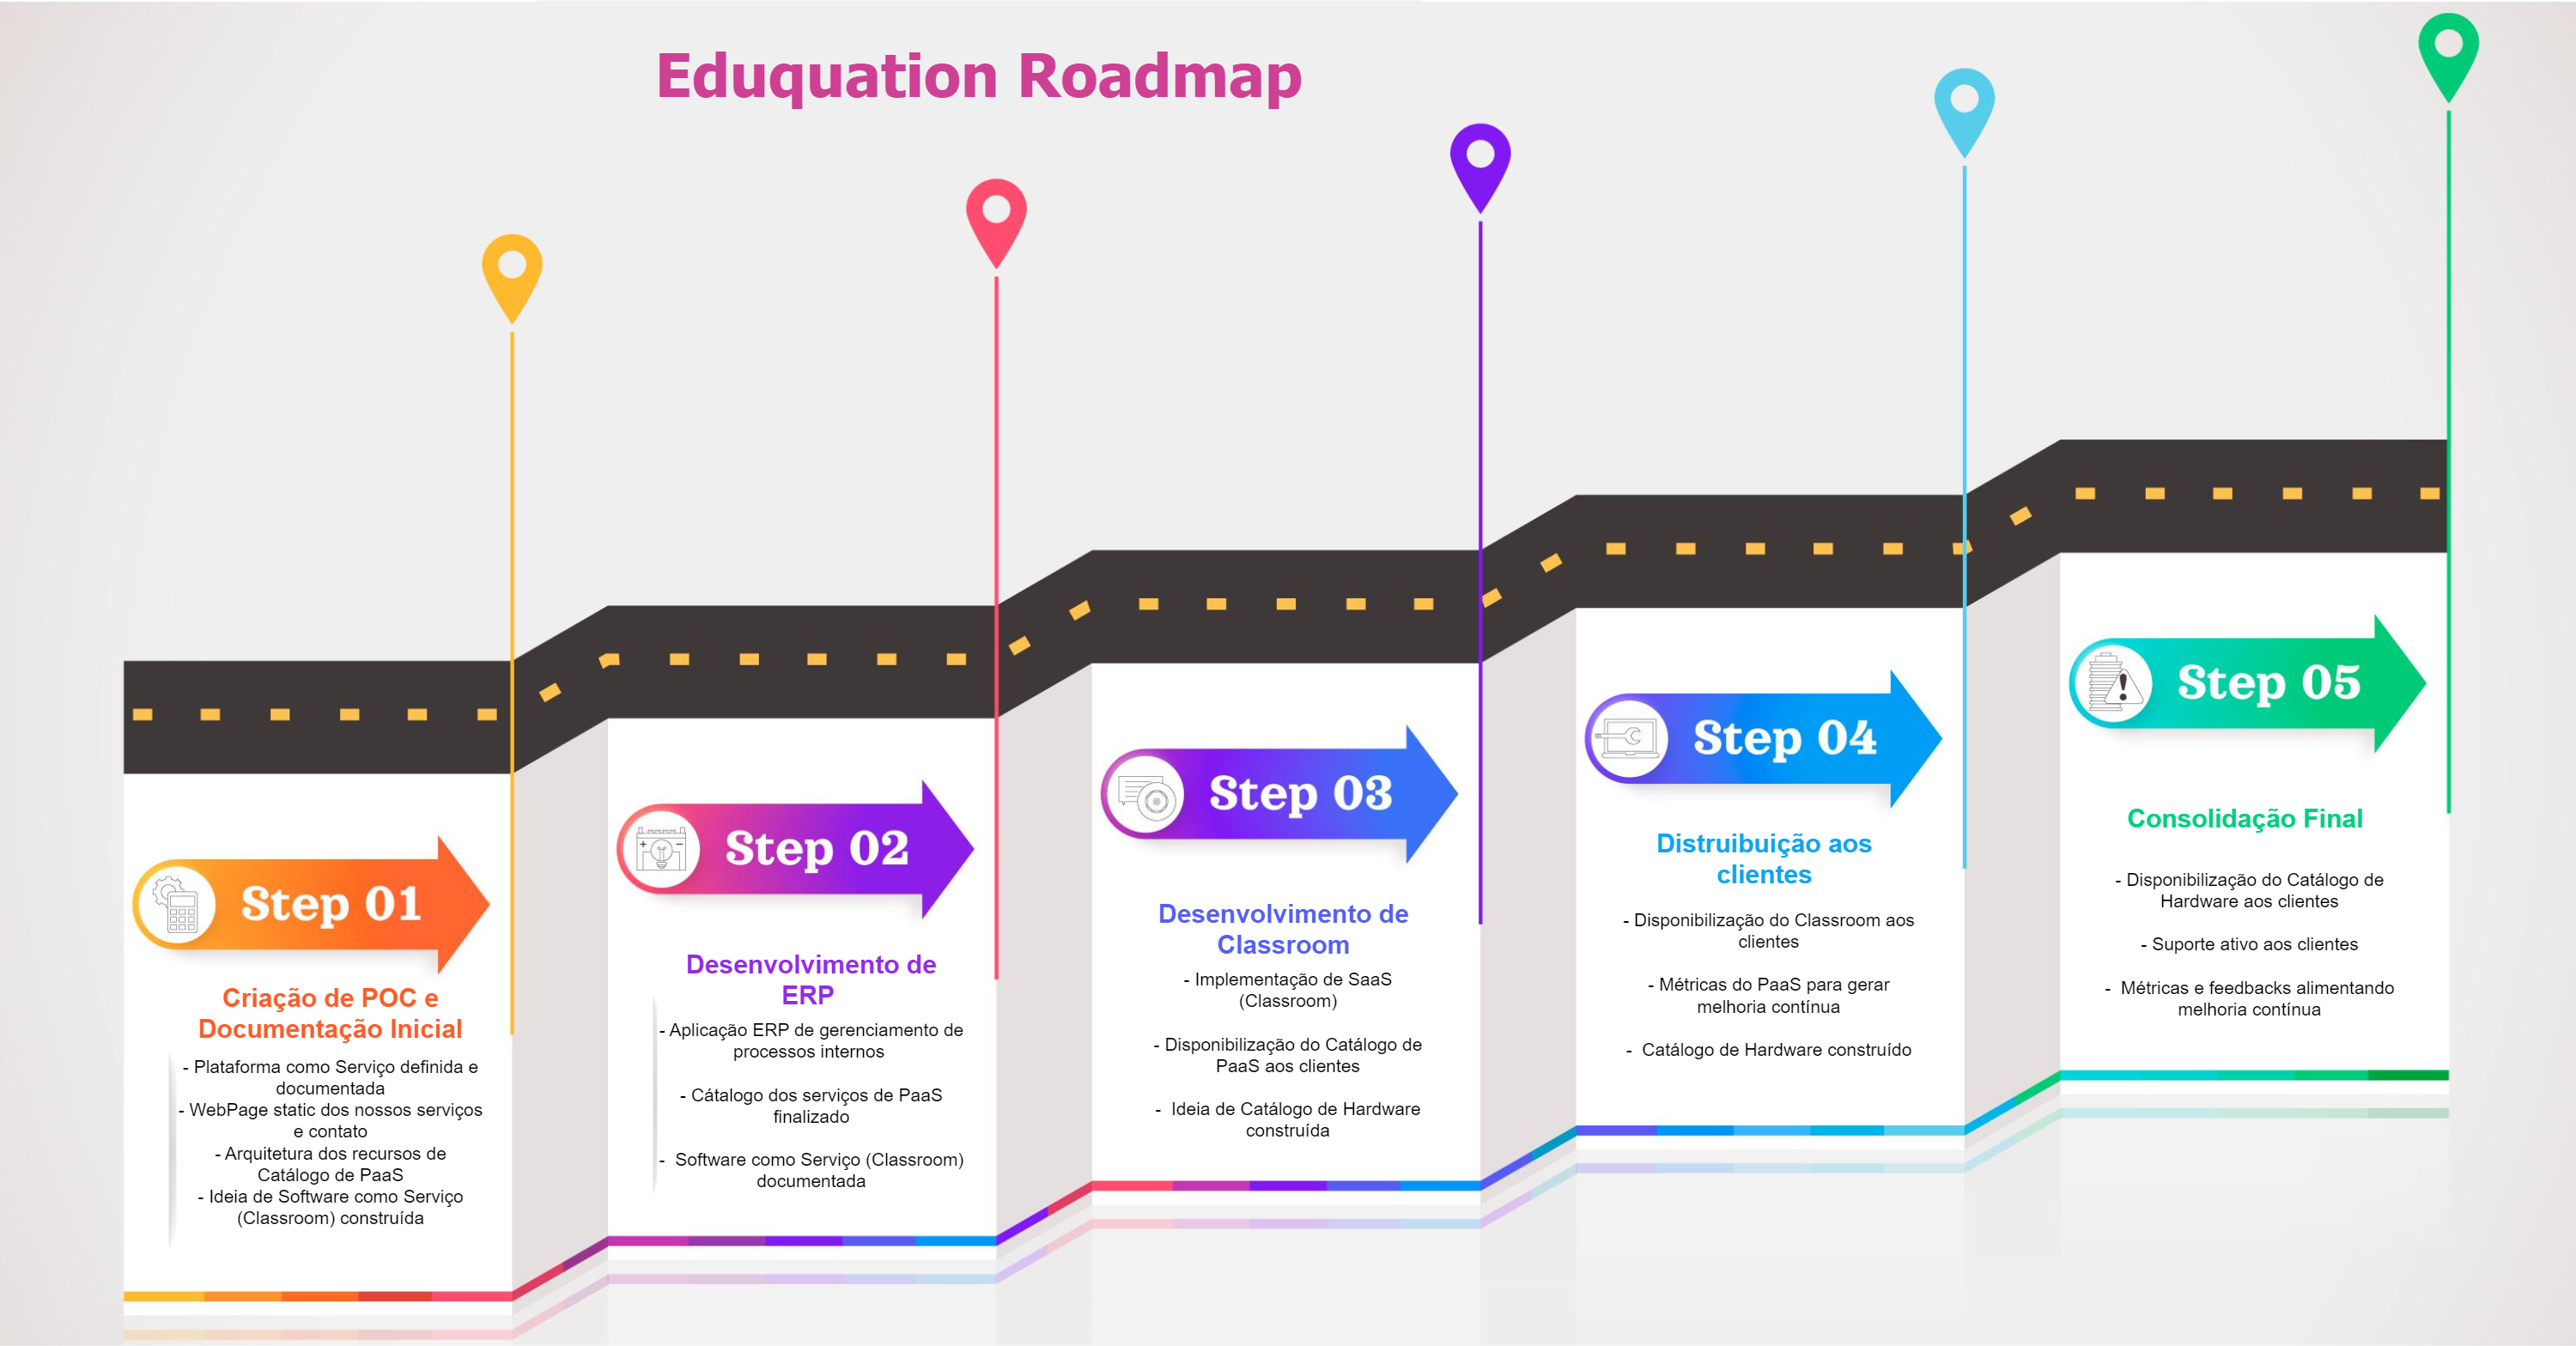 Eduquation Roadmap
Step 01
Criação de POC e
Documentação Inicial
- Plataforma como Serviço definida e
documentada
- WebPage static dos nossos serviços
e contato
- Arquitetura dos recursos de
Catálogo de PaaS
- Ideia de Software como Serviço
(Classroom) construída
Step 02
Desenvolvimento de
ERP
- Aplicação ERP de gerenciamento de
processos internos
- Cátalogo dos serviços de PaaS
finalizado
- Software como Serviço (Classroom)
documentada
Step 03
Desenvolvimento de
Classroom
- Implementação de SaaS
(Classroom)
- Disponibilização do Catálogo de
PaaS aos clientes
- Ideia de Catálogo de Hardware
construída
Step 04
Distruibuição aos
clientes
- Disponibilização do Classroom aos
clientes
- Métricas do PaaS para gerar
melhoria contínua
- Catálogo de Hardware construído
Step 05
Consolidação Final
- Disponibilização do Catálogo de
Hardware aos clientes
- Suporte ativo aos clientes
- Métricas e feedbacks alimentando
melhoria contínua